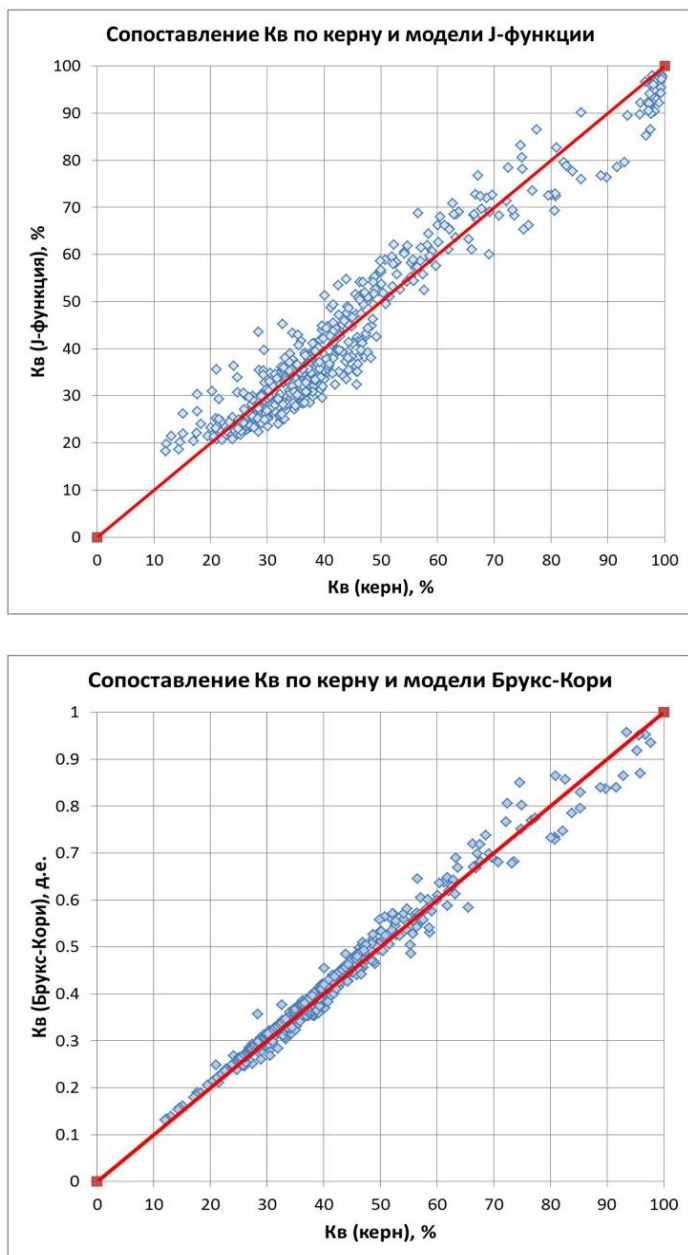 Сопоставление Кв по керну и модели J-функции
100
90
80
70
60
50
40
30
20
10
0
Кв (J-функция), %
0 10 20 30 40 50 60 70 80 90 100
Кв (керн), %
Сопоставление Кв по керну и модели Брукс-Кори
1
0.9
0.8
0.7
0.6
0.5
0.4
0.3
0.2
0.1
0
Кв (Брукс-Кори), д.е.
0 10 20 30 40 50 60 70 80 90 100
Кв (керн), %